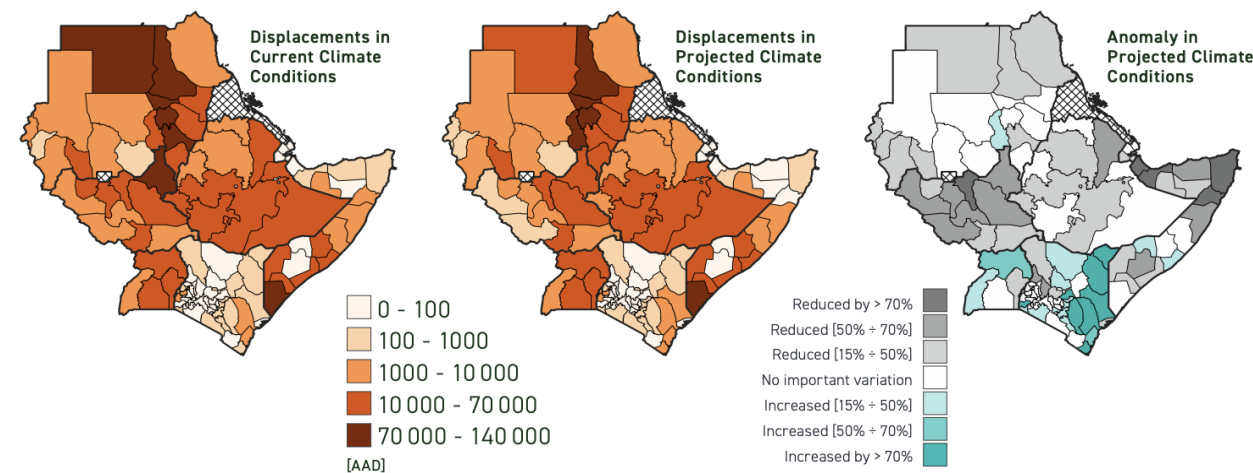 Displacements in
Current Climate
Conditions
Displacements in
Projected Climate
Conditions
Anomaly in
Projected Climate
Conditions
0 - 100
100 - 1000
1000 - 10 000
10 000 - 70 000
70 000 - 140 000
[AAD]
Reduced by > 70%
Reduced [50% ÷ 70%]
Reduced [15% ÷ 50%]
No important variation
Increased [15% ÷ 50%]
Increased [50% ÷ 70%]
Increased by > 70%